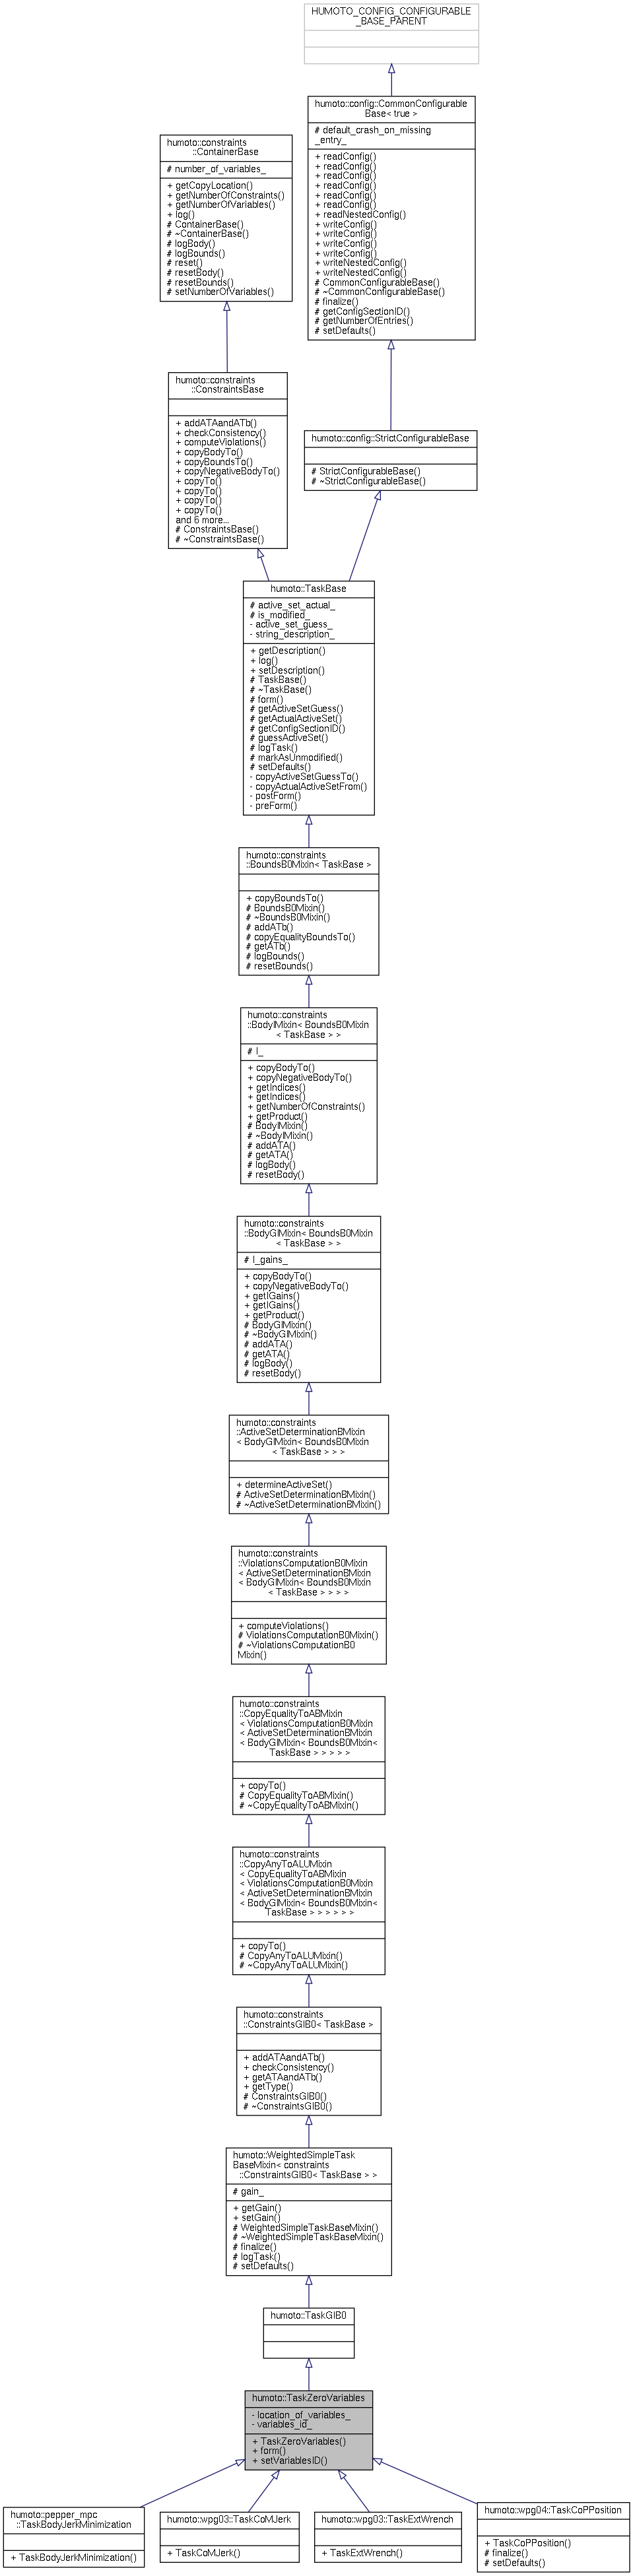 HUMOTO_CONFIG_CONFIGURABLE
_BASE_PARENT
humoto::config::CommonConfigurable
Base< true >
# default_crash_on_missing
_entry_
+ readConfig()
+ readConfig()
+ readConfig()
+ readConfig()
+ readConfig()
+ readConfig()
+ readNestedConfig()
+ writeConfig()
+ writeConfig()
+ writeConfig()
+ writeConfig()
+ writeNestedConfig()
+ writeNestedConfig()
# CommonConfigurableBase()
# ~CommonConfigurableBase()
# finalize()
# getConfigSectionID()
# getNumberOfEntries()
# setDefaults()
humoto::constraints
::ContainerBase
# number_of_variables_
+ getCopyLocation()
+ getNumberOfConstraints()
+ getNumberOfVariables()
+ log()
# ContainerBase()
# ~ContainerBase()
# logBody()
# logBounds()
# reset()
# resetBody()
# resetBounds()
# setNumberOfVariables()
humoto::constraints
::ConstraintsBase
+ addATAandATb()
+ checkConsistency()
+ computeViolations()
+ copyBodyTo()
+ copyBoundsTo()
+ copyNegativeBodyTo()
+ copyTo()
+ copyTo()
+ copyTo()
+ copyTo()
and 6 more...
# ConstraintsBase()
# ~ConstraintsBase()
humoto::config::StrictConfigurableBase
# StrictConfigurableBase()
# ~StrictConfigurableBase()
humoto::TaskBase
# active_set_actual_
# is_modified_
- active_set_guess_
- string_description_
+ getDescription()
+ log()
+ setDescription()
# TaskBase()
# ~TaskBase()
# form()
# getActiveSetGuess()
# getActualActiveSet()
# getConfigSectionID()
# guessActiveSet()
# logTask()
# markAsUnmodified()
# setDefaults()
- copyActiveSetGuessTo()
- copyActualActiveSetFrom()
- postForm()
- preForm()
humoto::constraints
::BoundsB0Mixin< TaskBase >
+ copyBoundsTo()
# BoundsB0Mixin()
# ~BoundsB0Mixin()
# addATb()
# copyEqualityBoundsTo()
# getATb()
# logBounds()
# resetBounds()
humoto::constraints
::BodyIMixin< BoundsB0Mixin
< TaskBase > >
# I_
+ copyBodyTo()
+ copyNegativeBodyTo()
+ getIndices()
+ getIndices()
+ getNumberOfConstraints()
+ getProduct()
# BodyIMixin()
# ~BodyIMixin()
# addATA()
# getATA()
# logBody()
# resetBody()
humoto::constraints
::BodyGIMixin< BoundsB0Mixin
< TaskBase > >
# I_gains_
+ copyBodyTo()
+ copyNegativeBodyTo()
+ getIGains()
+ getIGains()
+ getProduct()
# BodyGIMixin()
# ~BodyGIMixin()
# addATA()
# getATA()
# logBody()
# resetBody()
humoto::constraints
::ActiveSetDeterminationBMixin
< BodyGIMixin< BoundsB0Mixin
< TaskBase > > >
+ determineActiveSet()
# ActiveSetDeterminationBMixin()
# ~ActiveSetDeterminationBMixin()
humoto::constraints
::ViolationsComputationB0Mixin
< ActiveSetDeterminationBMixin
< BodyGIMixin< BoundsB0Mixin
< TaskBase > > > >
+ computeViolations()
# ViolationsComputationB0Mixin()
# ~ViolationsComputationB0
Mixin()
humoto::constraints
::CopyEqualityToABMixin
< ViolationsComputationB0Mixin
< ActiveSetDeterminationBMixin
< BodyGIMixin< BoundsB0Mixin<
TaskBase > > > > >
+ copyTo()
# CopyEqualityToABMixin()
# ~CopyEqualityToABMixin()
humoto::constraints
::CopyAnyToALUMixin
< CopyEqualityToABMixin
< ViolationsComputationB0Mixin
< ActiveSetDeterminationBMixin
< BodyGIMixin< BoundsB0Mixin<
TaskBase > > > > > >
+ copyTo()
# CopyAnyToALUMixin()
# ~CopyAnyToALUMixin()
humoto::constraints
::ConstraintsGIB0< TaskBase >
+ addATAandATb()
+ checkConsistency()
+ getATAandATb()
+ getType()
# ConstraintsGIB0()
# ~ConstraintsGIB0()
humoto::WeightedSimpleTask
BaseMixin< constraints
::ConstraintsGIB0< TaskBase > >
# gain_
+ getGain()
+ setGain()
# WeightedSimpleTaskBaseMixin()
# ~WeightedSimpleTaskBaseMixin()
# finalize()
# logTask()
# setDefaults()
humoto::TaskGIB0
humoto::TaskZeroVariables
- location_of_variables_
- variables_id_
+ TaskZeroVariables()
+ form()
+ setVariablesID()
humoto::pepper_mpc
::TaskBodyJerkMinimization
+ TaskBodyJerkMinimization()
humoto::wpg03::TaskCoMJerk
+ TaskCoMJerk()
humoto::wpg03::TaskExtWrench
+ TaskExtWrench()
humoto::wpg04::TaskCoPPosition
+ TaskCoPPosition()
# finalize()
# setDefaults()